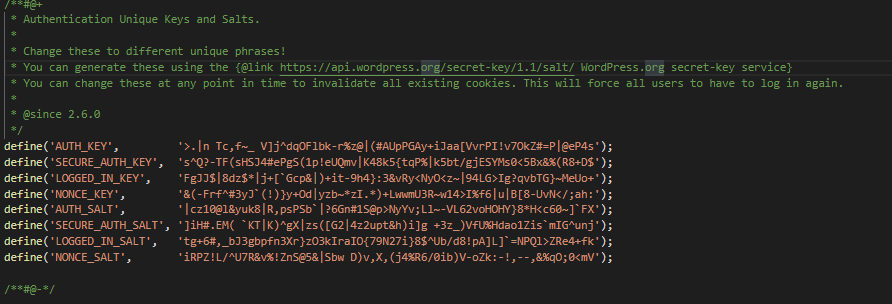 /**#@+
 * Authentication Unique Keys and Salts.
 *
 * Change these to different unique phrases!
 * You can generate these using the {@link https://api.wordpress.org/secret-key/1.1/salt/ WordPress.org secret-key service}
 * You can change these at any point in time to invalidate all existing cookies. This will force all users to have to log in again.
 *
 * @since 2.6.0
 */
define('AUTH_KEY',         '>.|n Tc,f~_ V]j^dqOFlbk-r%z@|(#AUpPGAy+iJaa[VvrPI!v7OkZ#=P|@eP4s');
define('SECURE_AUTH_KEY',  's^Q?-TF(sHSJ4#ePgS(1p!eUQmv|K48k5{tqP%|k5bt/gjESYMs0<5Bx&%(R8+D$');
define('LOGGED_IN_KEY',    'FgJJ$|8dz$*|j+[`Gcp&|)+it-9h4}:3&vRy<NyO<z~|94LG>Ig?qvbTG}~MeUo+'
define('NONCE_KEY',        '&(-Frf^#3yJ`(!)}y+Od|yzb~*zI.*)+LwwmU3R~w14>I%f6|u|B[8-UvN</;ah:');
define('AUTH_SALT',        '|cz10@l&yuk8|R,psPSb`|?6Gn#1S@p>NyYv;Ll~-VL62voHOHY}8*H<c60~]`FX');
define('SECURE_AUTH_SALT', ']iH#.EM( `KT|K)^gX|zs([G2|4z2upt&h)i]g +3z_)VfU%Hdao1Zis`mIG^unj');
define('LOGGED_IN_SALT',   'tg+6#,_bJ3gbpfn3Xr}zO3kIraIO{79N27i}8$^Ub/d8!pA]L]`=NPQl>ZRe4+fk');
define('NONCE_SALT',       'iRPZ!L/^U7R&v%!ZnS@5&|Sbw D)v,X,(j4%R6/0ib)V-oZk:-!,--,&%qO;0<mV');
/**#@-*/